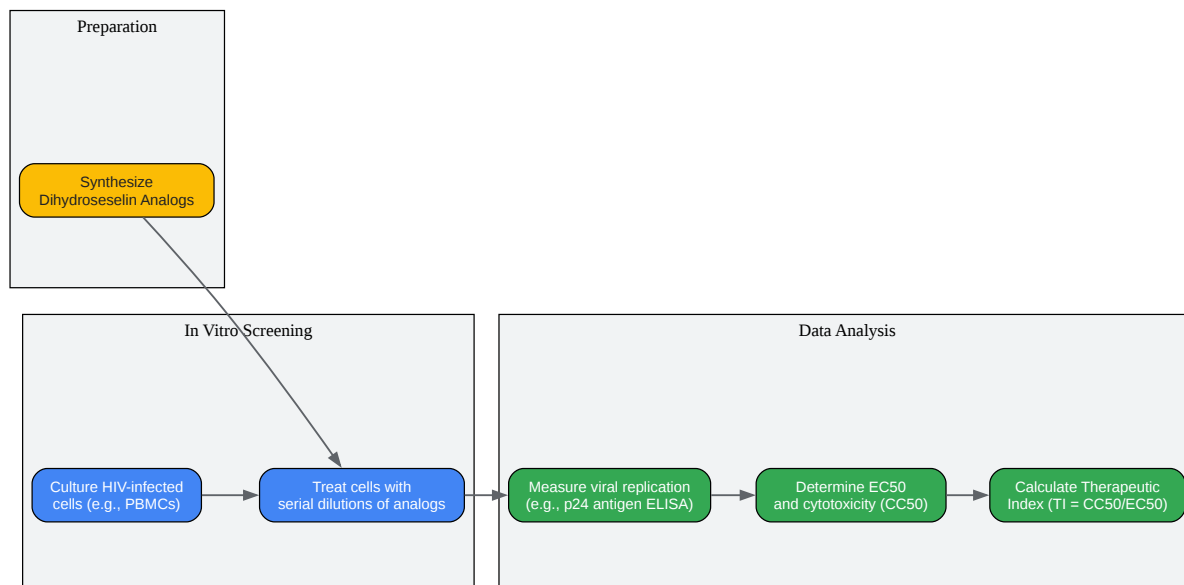 Preparation
Synthesize
Dihydroseselin Analogs
In Vitro Screening
Culture HIV-infected
cells (e.g., PBMCs)
Treat cells with
serial dilutions of analogs
Data Analysis
Measure viral replication
(e.g., p24 antigen ELISA)
Determine EC50
and cytotoxicity (CC50)
Calculate Therapeutic
Index (TI = CC50/EC50)